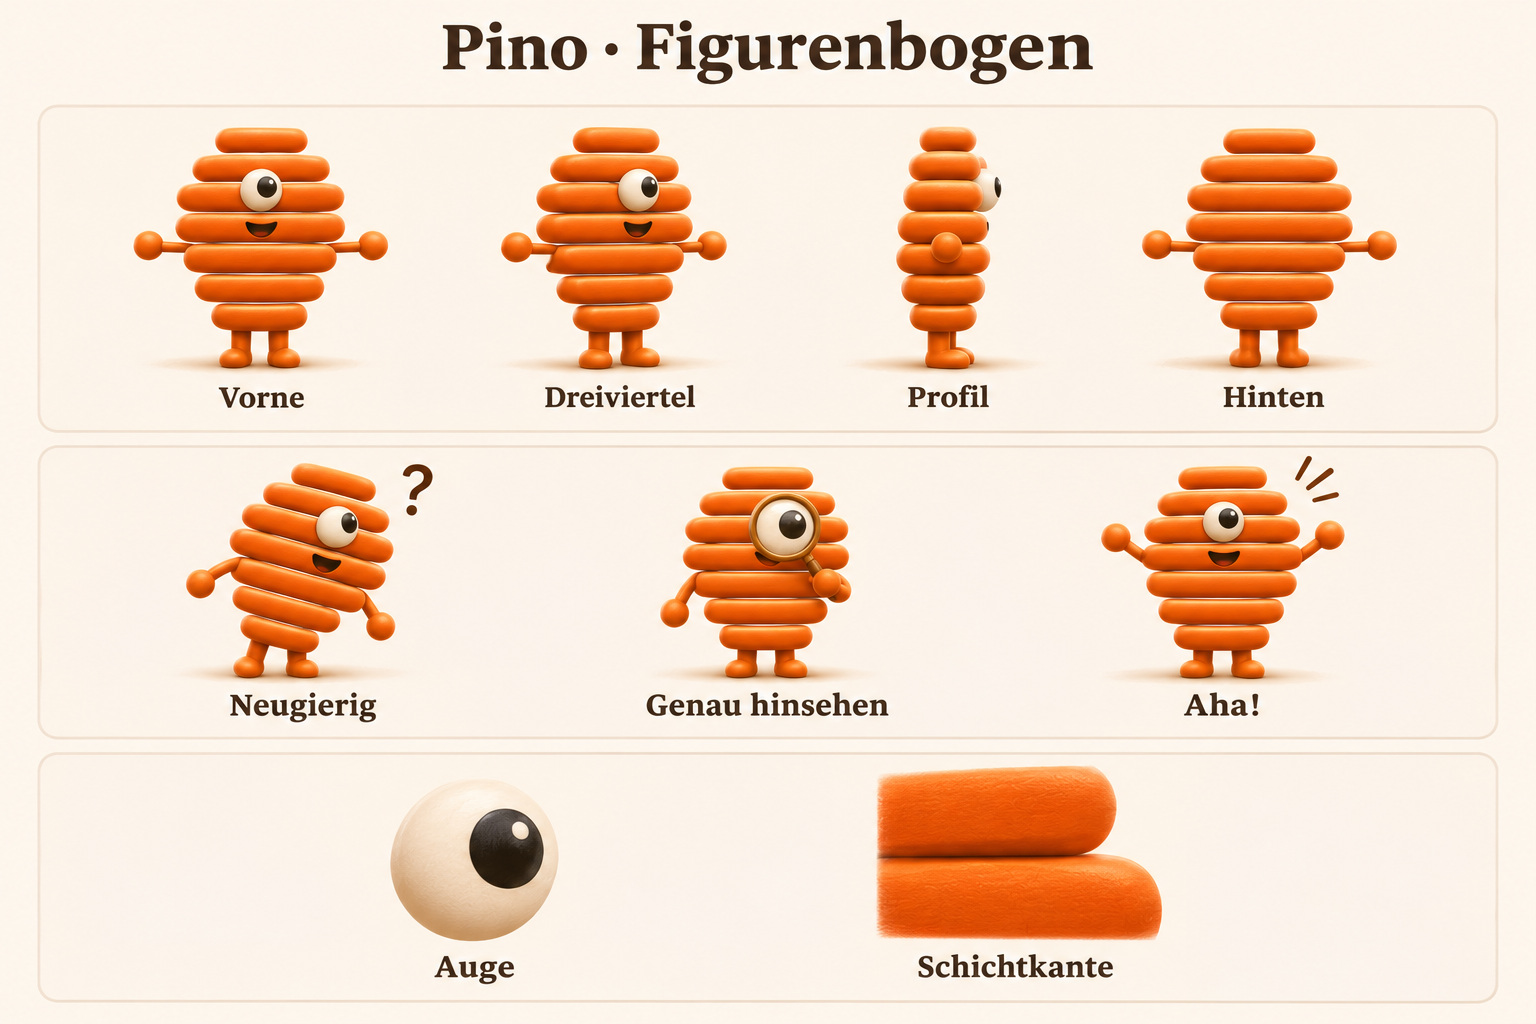 Pino · Figurenbogen
Vorne
Dreiviertel
Profil
Hinten
?
Neugierig
Genau hinsehen
Aha!
Auge
Schichtkante